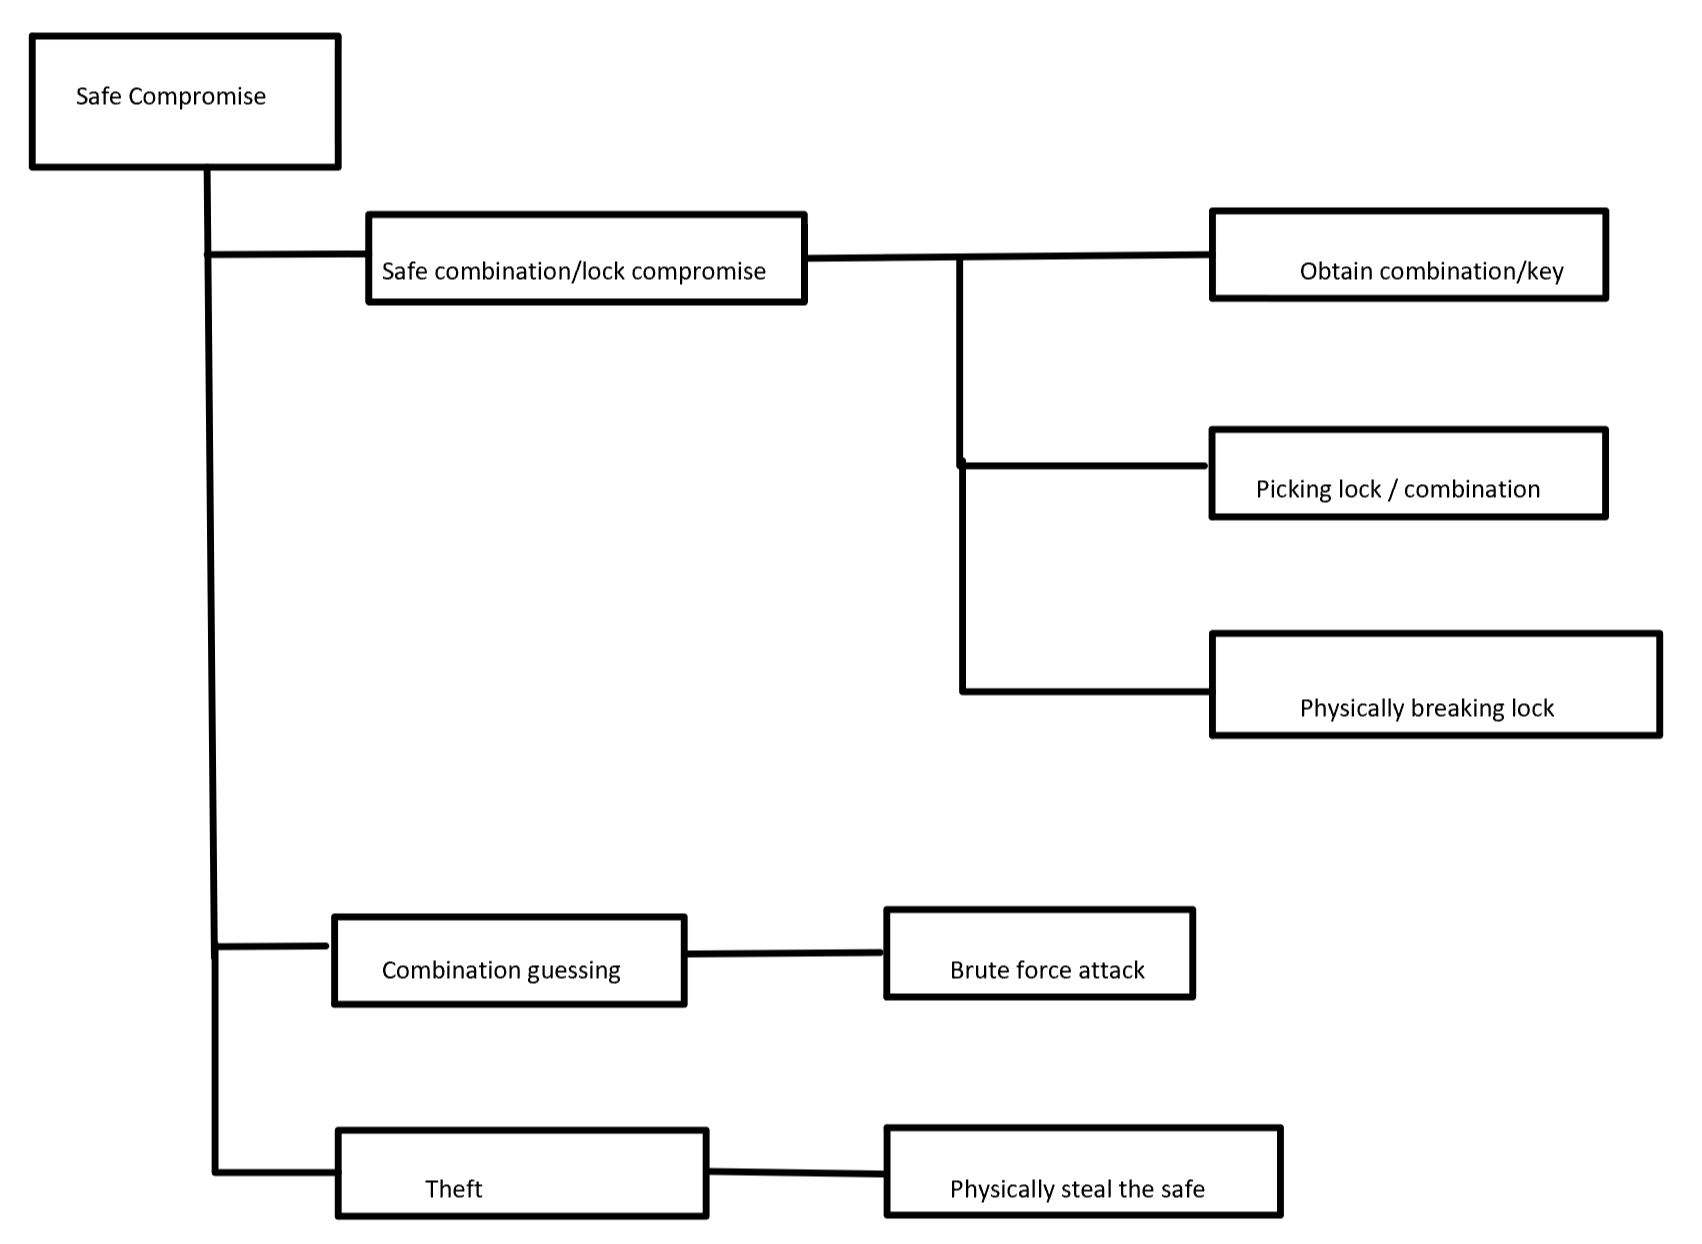 Safe Compromise
Safe combination/lock compromise
Obtain combination/key
Picking lock / combination
Physically breaking lock
Combination guessing
Brute force attack
Theft
Physically steal the safe